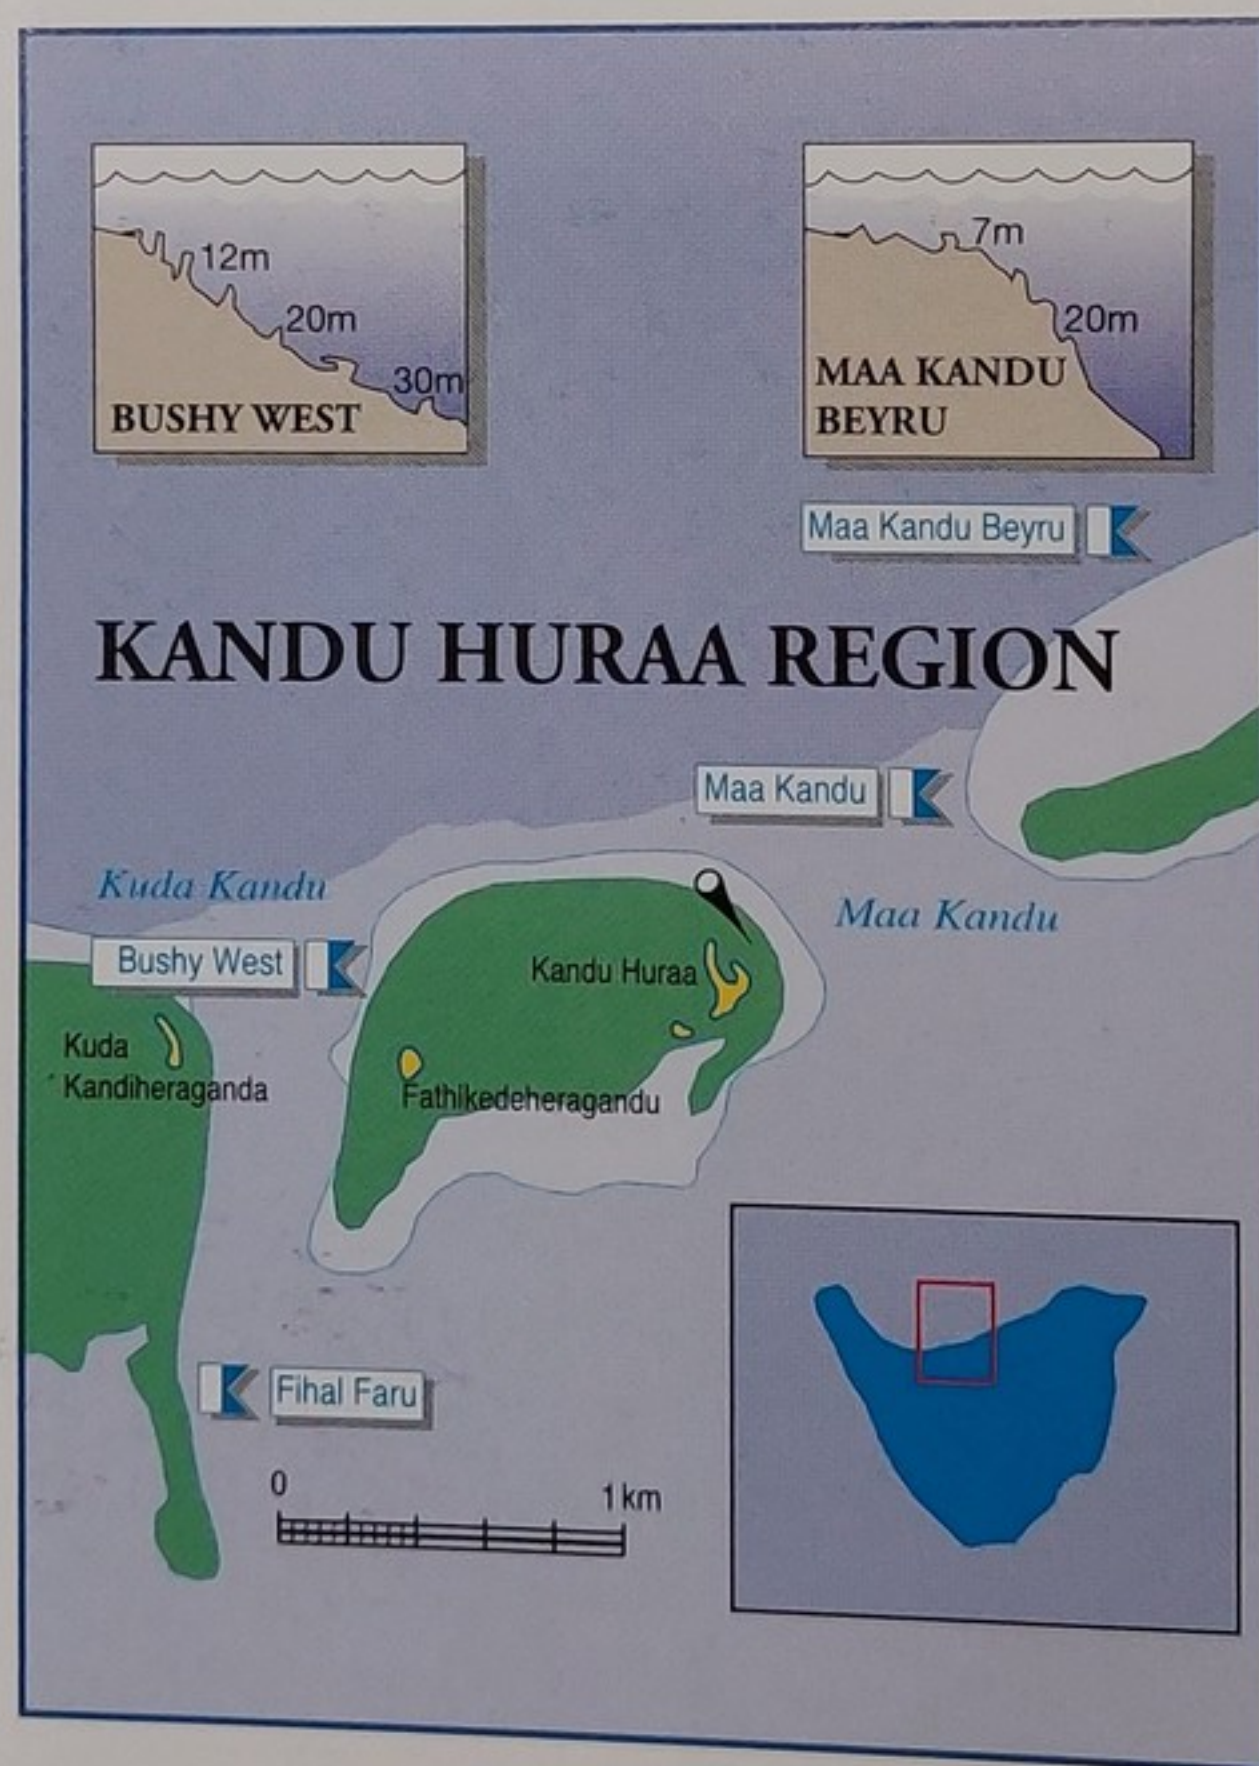 12m
20m
30m
BUSHY WEST
7m
20m
MAA KANDU
BEYRU
Maa Kandu Beyru
KANDU HURAA REGION
Maa Kandu
Kuda Kandu
Maa Kandu
Bushy West
Kandu Huraa
Kuda
Kandiheraganda
Fathikedeheragandu
Fihal Faru
0
1 km